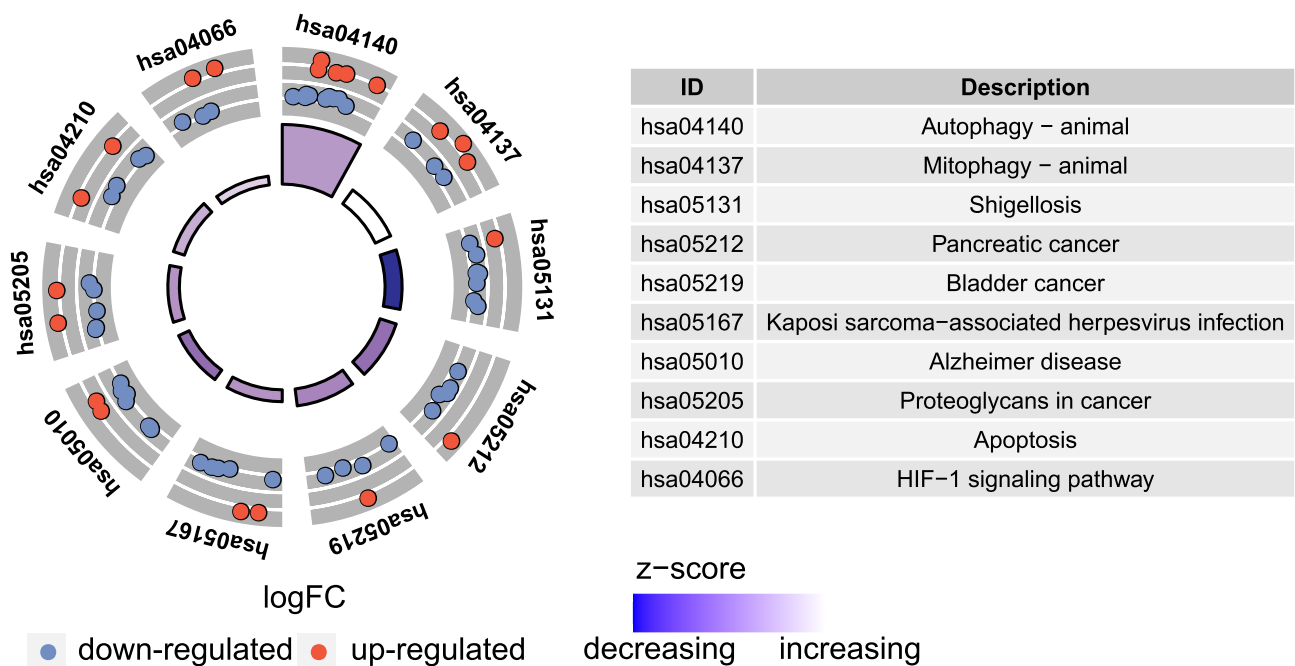 hsa04140
hsa04137
hsa05131
hsa05212
hsa05219
hsa05167
hsa05010
hsa05205
hsa04210
hsa04066
logFC
down-regulated up-regulated
ID Description
hsa04140 Autophagy − animal
hsa04137 Mitophagy − animal
hsa05131 Shigellosis
hsa05212 Pancreatic cancer
hsa05219 Bladder cancer
hsa05167 Kaposi sarcoma−associated herpesvirus infection
hsa05010 Alzheimer disease
hsa05205 Proteoglycans in cancer
hsa04210 Apoptosis
hsa04066 HIF−1 signaling pathway
z−score
decreasing increasing